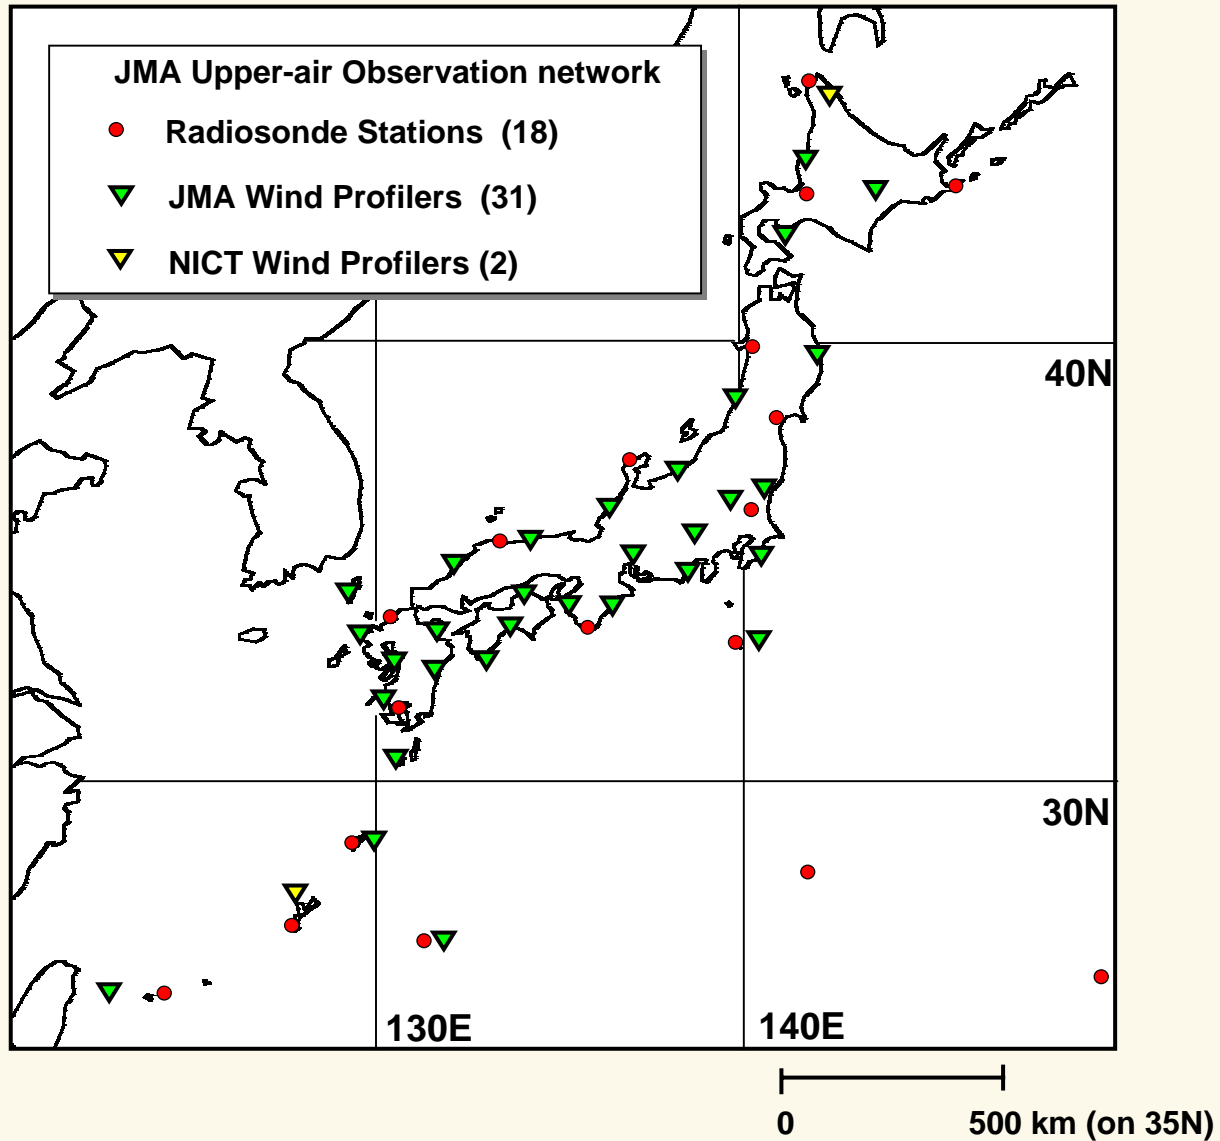 JMA Upper-air Observation network
Radiosonde Stations (18)
JMA Wind Profilers (31)
NICT Wind Profilers (2)
40N
30N
130E
140E
0
500 km (on 35N)